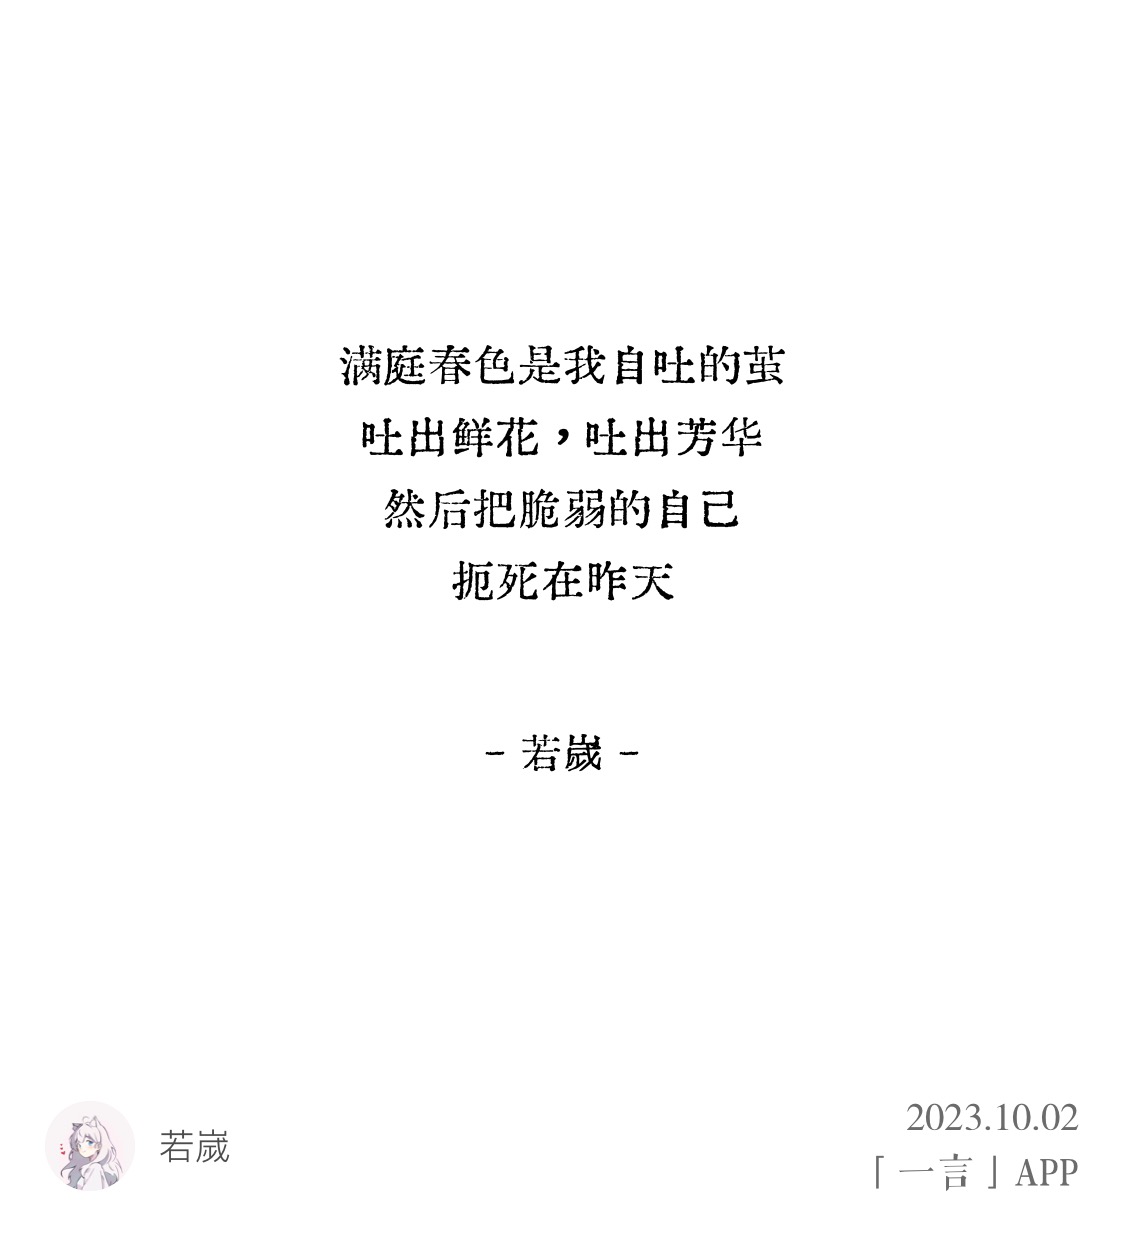 满庭春色是我自吐的茧
吐出鲜花，吐出芳华
然后把脆弱的自己
扼死在昨天
- 若嵗 -
若嵗
2023.10.02
「一言」APP